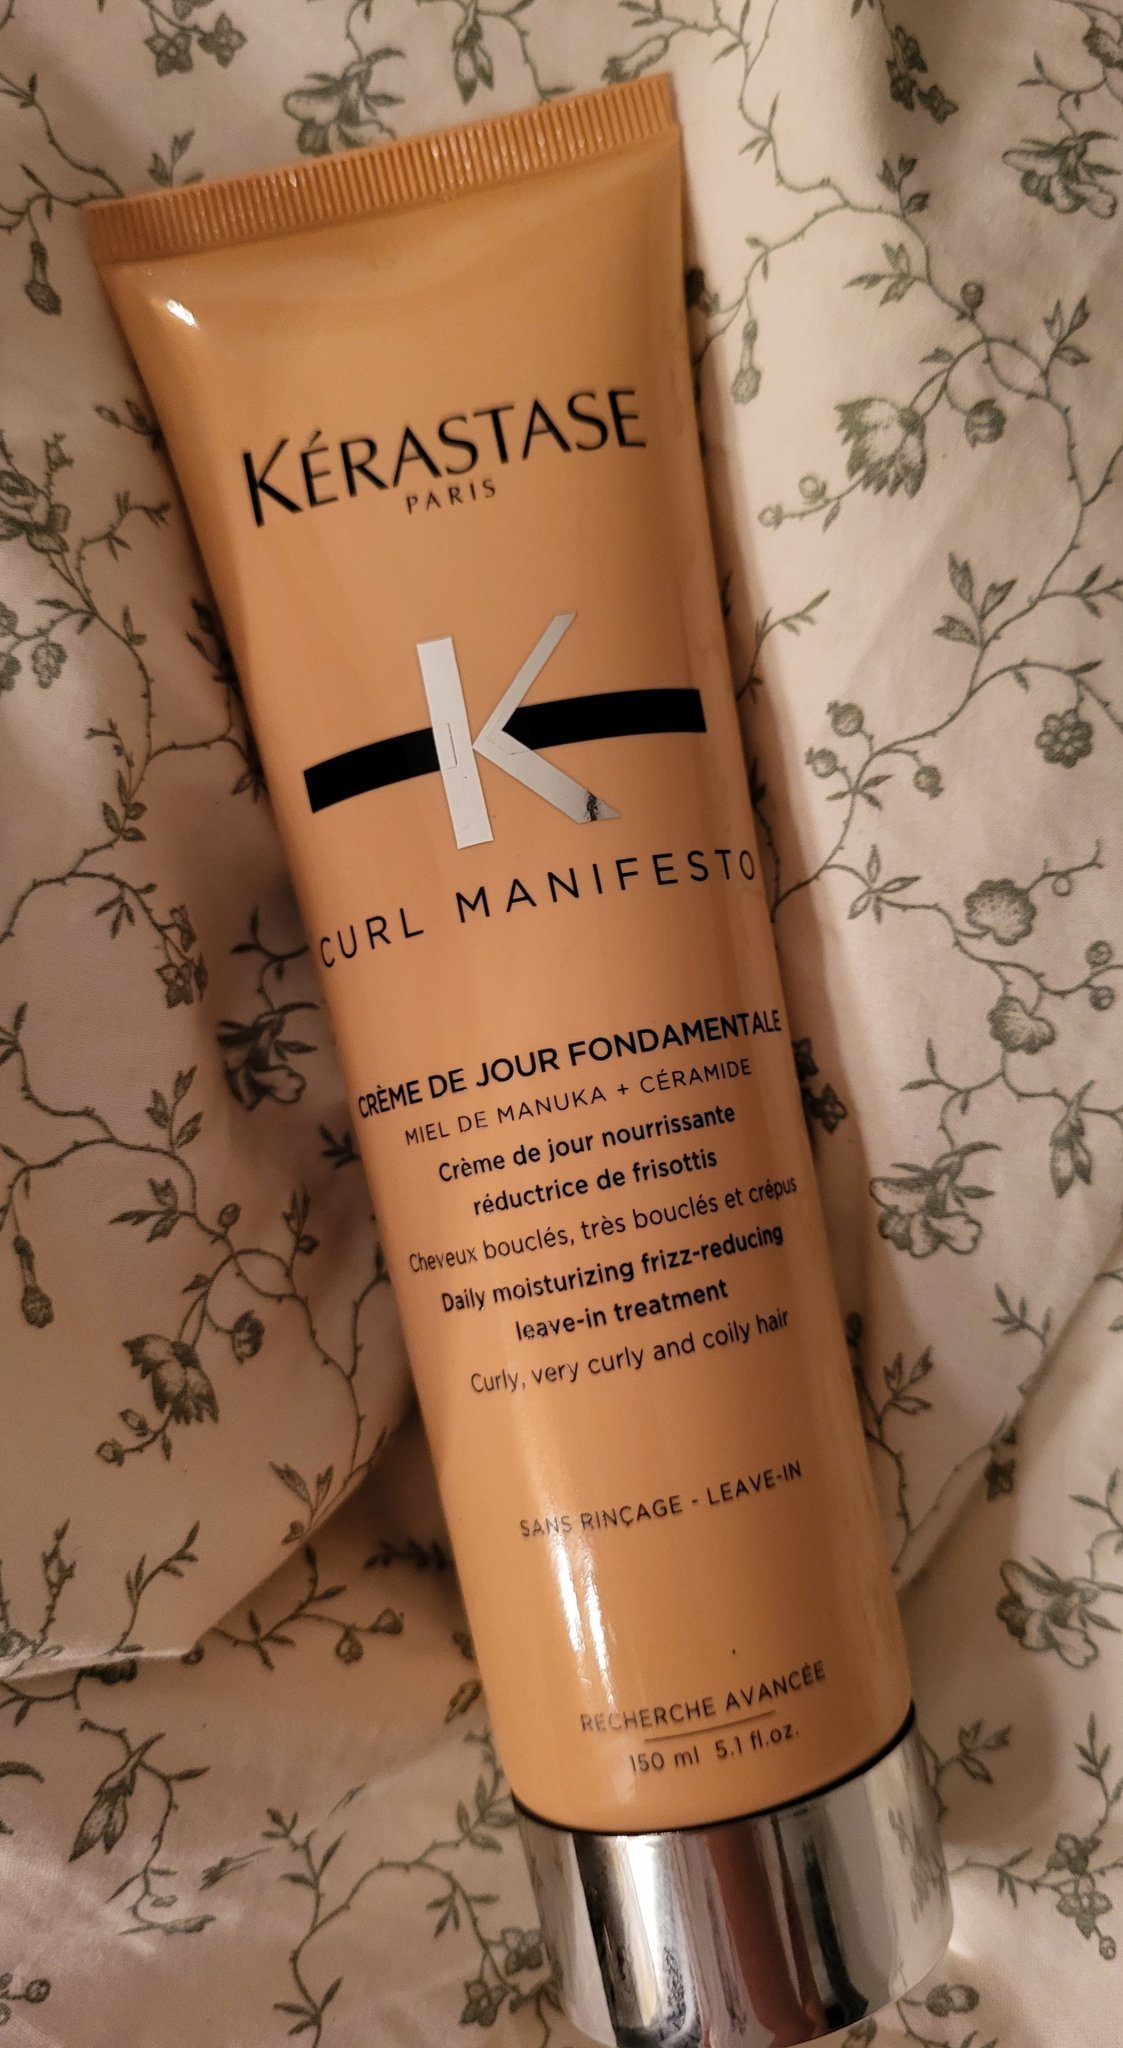 KÉRASTASE
PARIS
K
CURL MANIFESTO
CRÈME DE JOUR FONDAMENTALE
MIEL DE MANUKA + CÉRAMIDE
Crème de jour nourrissante
réductrice de frisottis
Cheveux bouclés, très bouclés et crépus
Daily moisturizing frizz-reducing
leave-in treatment
Curly, very curly and coily hair
SANS RINÇAGE - LEAVE-IN
RECHERCHE AVANCÉE
150 ml 5.1 fl.oz.